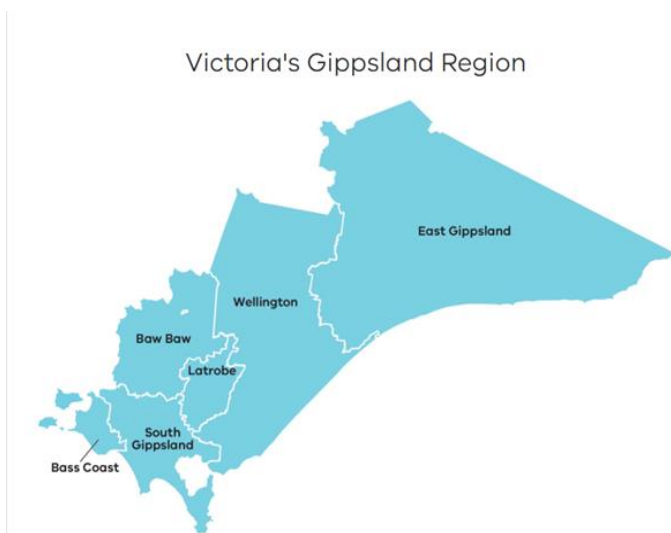 Victoria's Gippsland Region
East Gippsland
Wellington
Baw Baw
Latrobe
South
Gippsland
Bass Coast